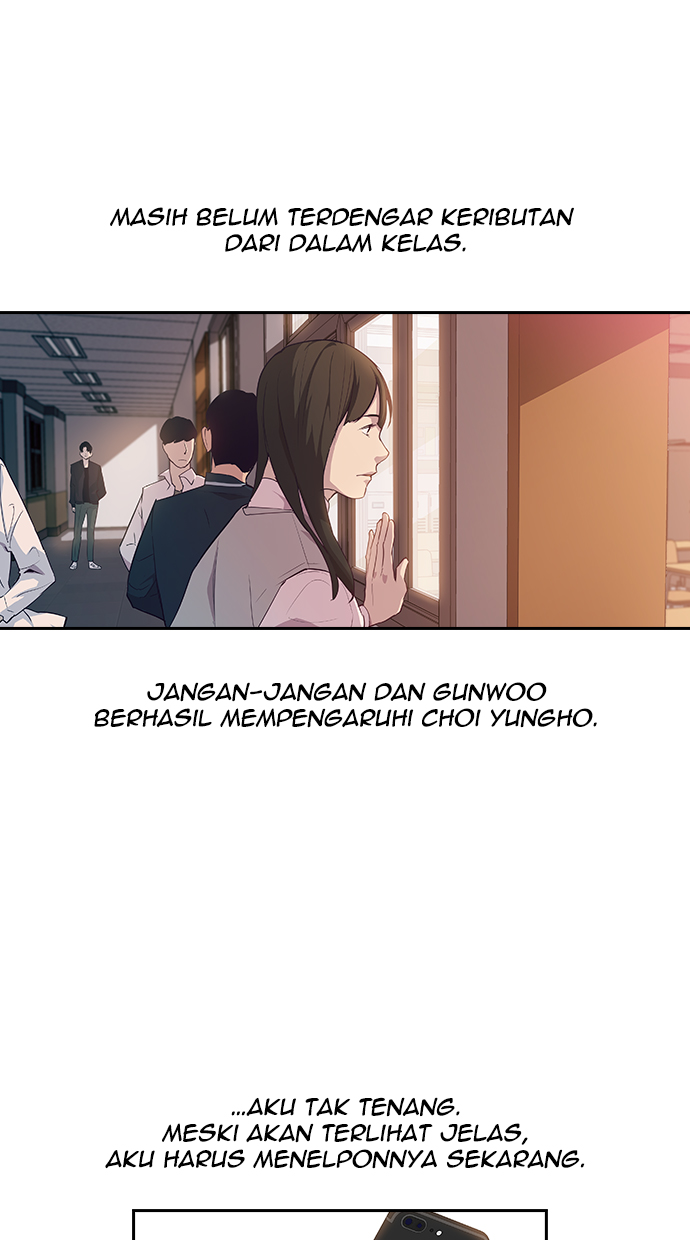 MASIH BELUM TERDENGAR KERIBUTAN
DARI DALAM KELAS.
JANGAN-JANGAN DAN GUNWOO
BERHASIL MEMPENGARUHI CHOI YUNGHO.
...AKU TAK TENANG.
MESKI AKAN TERLIHAT JELAS,
AKU HARUS MENELPONNYA SEKARANG.